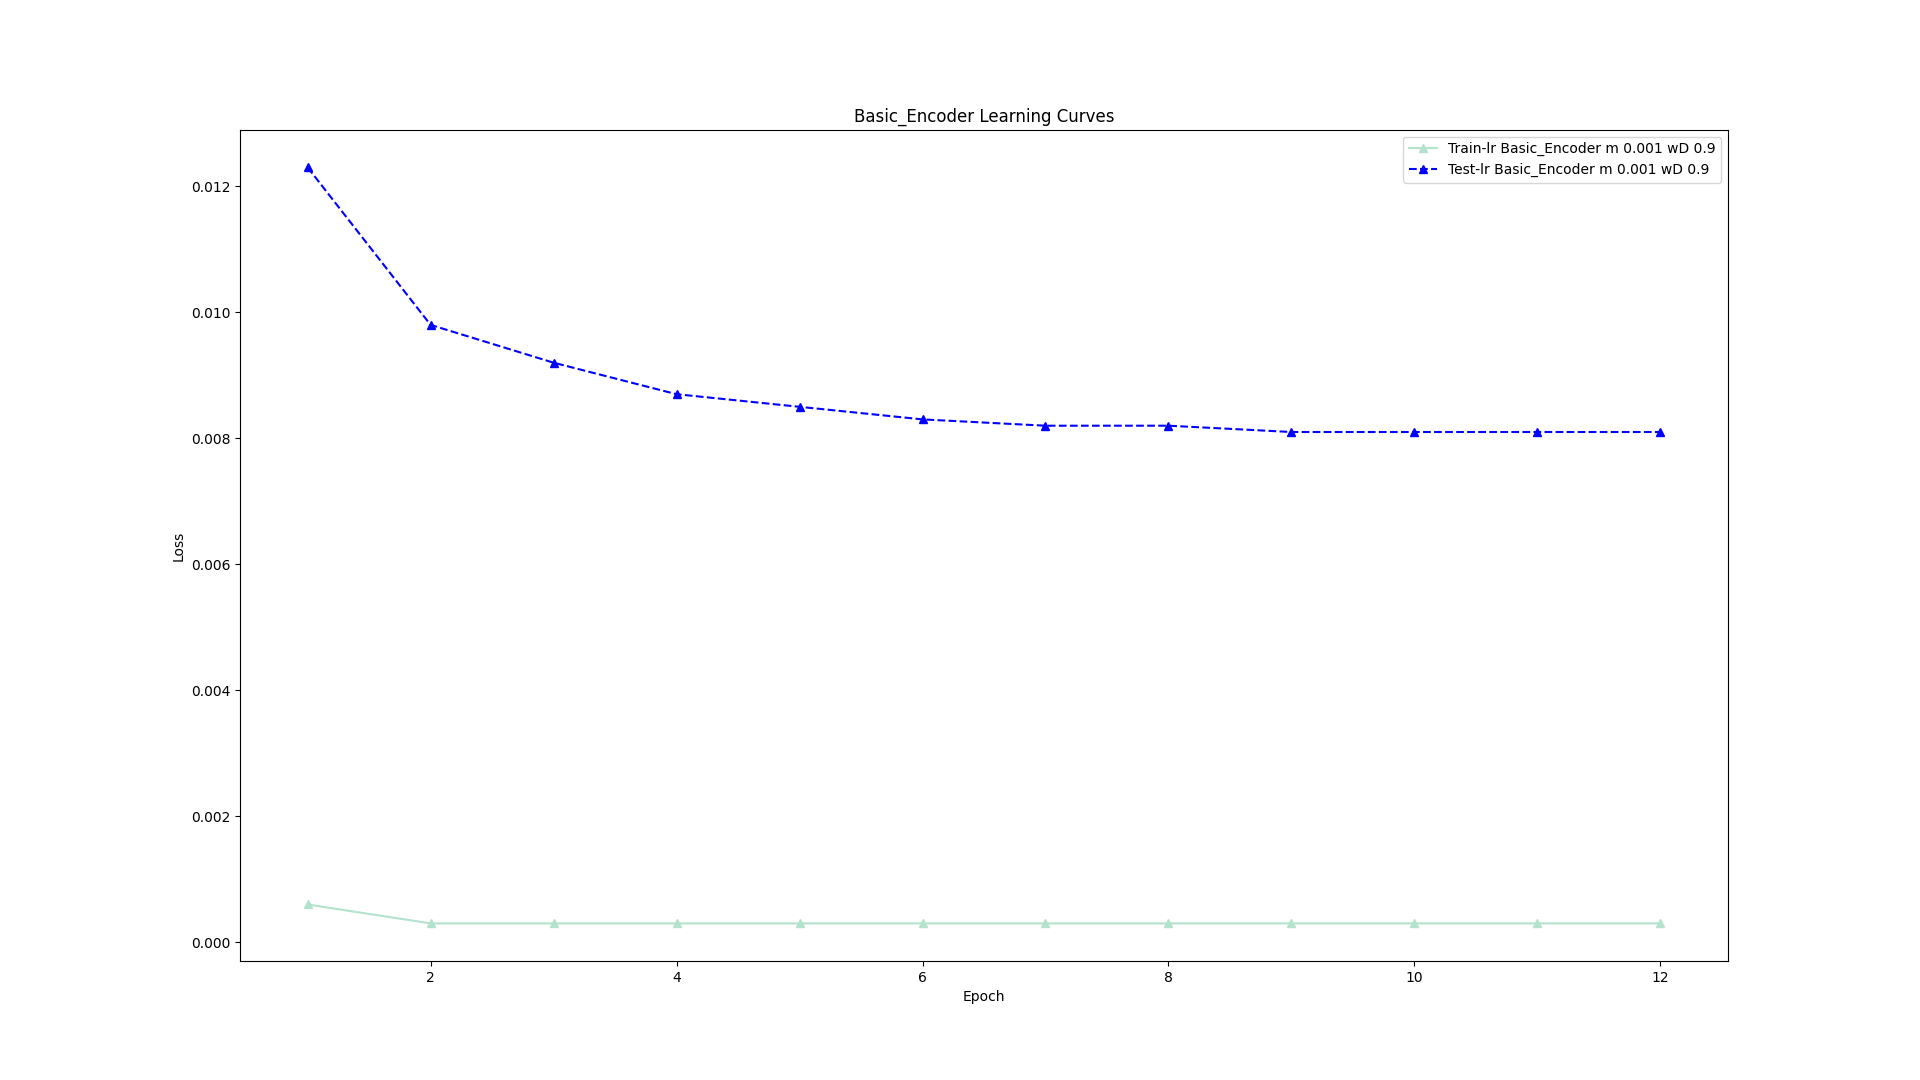 Basic_Encoder Learning Curves
Train-lr Basic_Encoder m 0.001 wD 0.9
Test-lr Basic_Encoder m 0.001 wD 0.9
0.012
0.010
0.008
0.006
0.004
0.002
0.000
Loss
2 4 6 8 10 12
Epoch